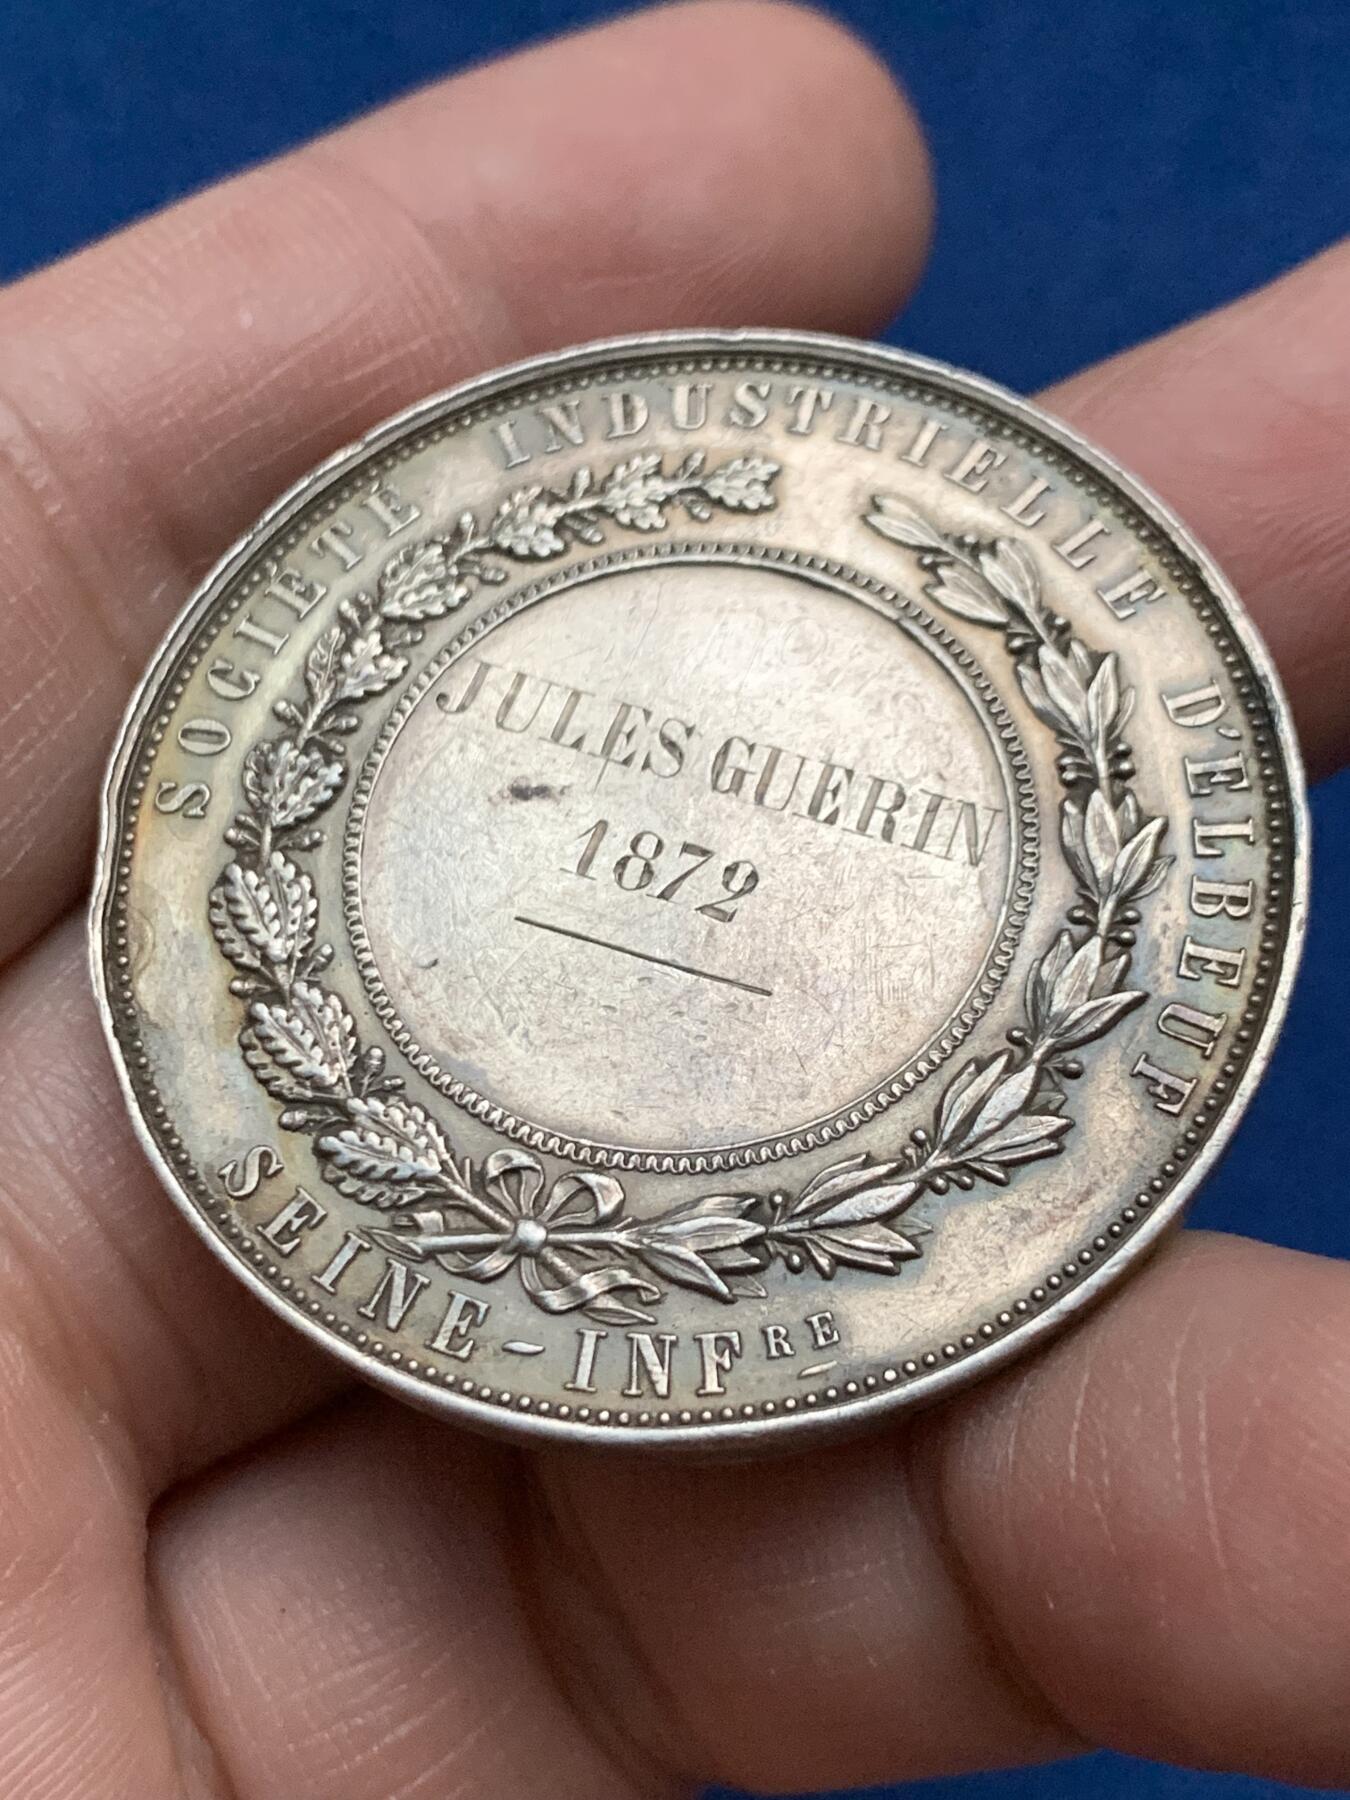 SOCIÉTÉ INDUSTRIELLE D'ELBEUF
JULES GUERIN
1872
SEINE-INFRE